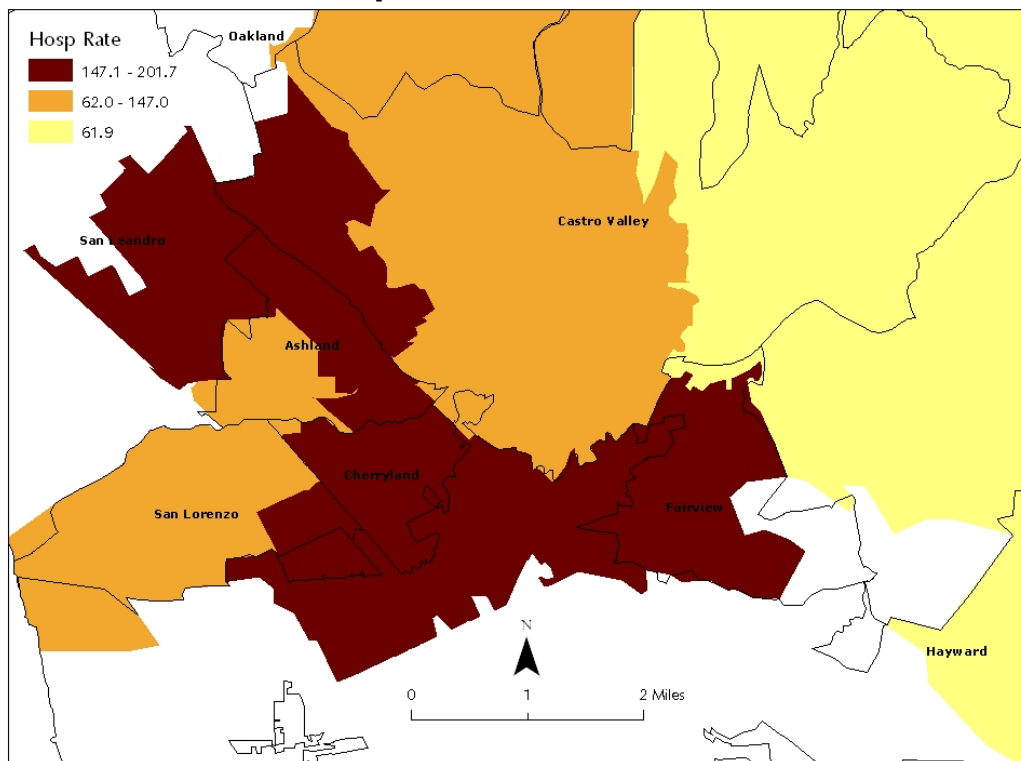 Oakland
Hosp Rate
147.1 - 201.7
62.0 - 147.0
61.9
Castro Valley
San Leandro
Ashland
Cherryland
San Lorenzo
Fairview
N
Hayward
0 1 2 Miles